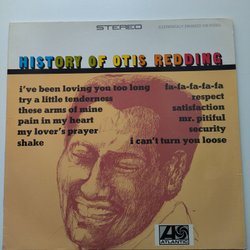 STEREO
HISTORY OF OTIS REDDING
i've been loving you too long
try a little tenderness
these arms of mine
pain in my heart
my lover's prayer
shake
fa-fa-fa-fa-fa
respect
satisfaction
mr. pitiful
security
i can't turn you loose
ATLANTIC